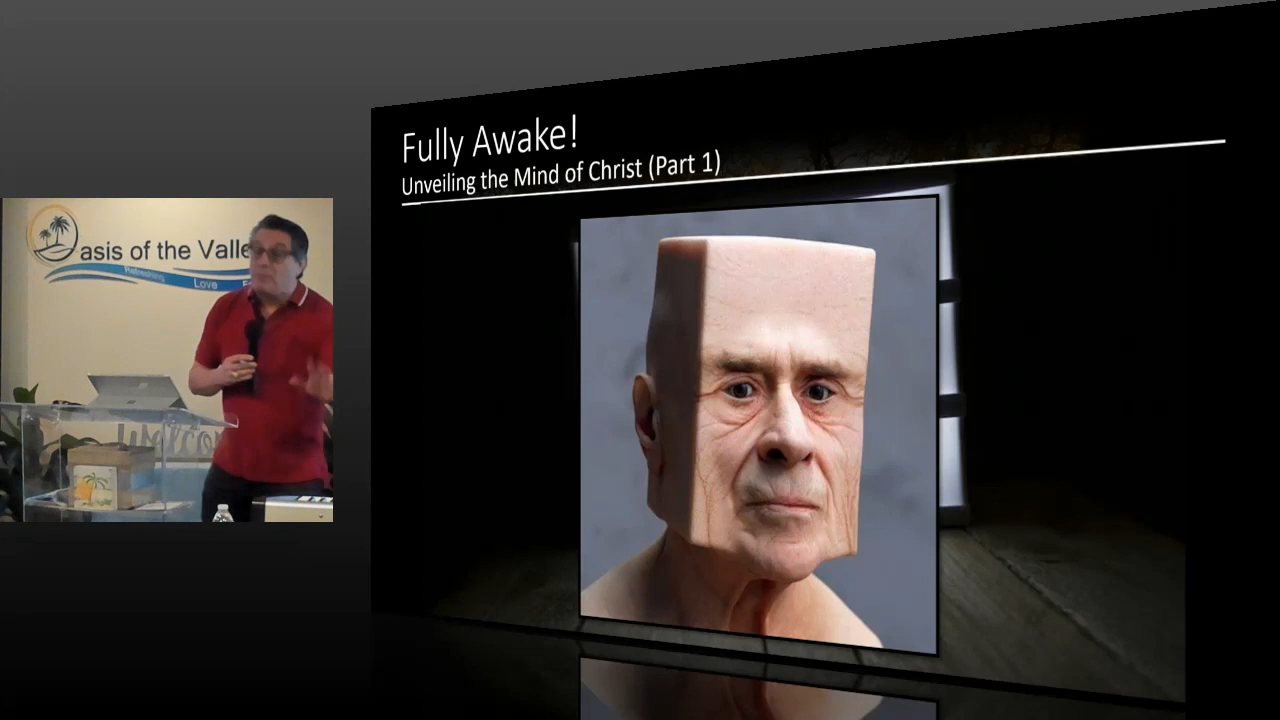 Fully Awake!
Unveiling the Mind of Christ (Part 1)
asis of the Valle
Refreshing
Love